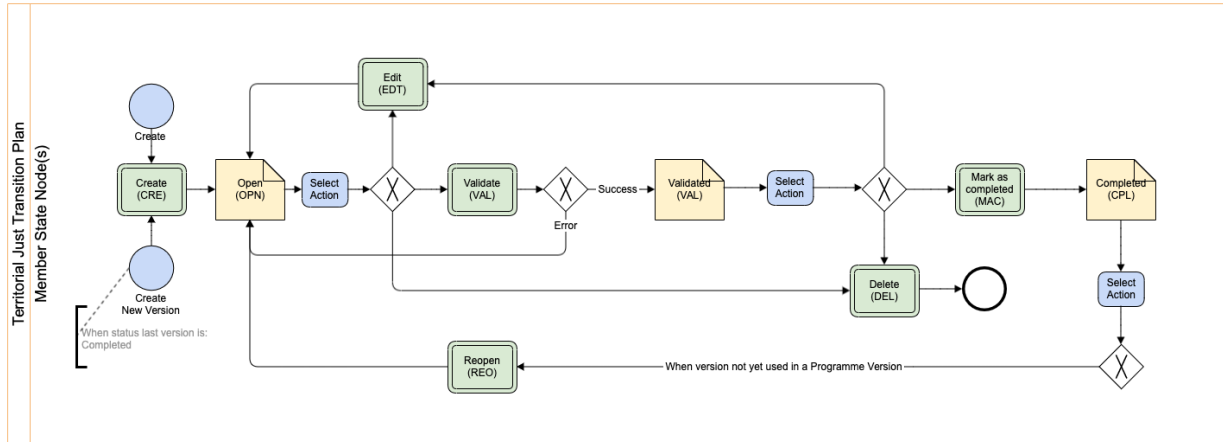 Territorial Just Transition Plan
Member State Node(s)
Create
Create
(CRE)
Create
New Version
When status last version is:
Completed
Open
(OPN)
Select
Action
Edit
(EDT)
Validate
(VAL)
Success
Error
Validated
(VAL)
Select
Action
Mark as
completed
(MAC)
Completed
(CPL)
Delete
(DEL)
Select
Action
Reopen
(REO)
When version not yet used in a Programme Version